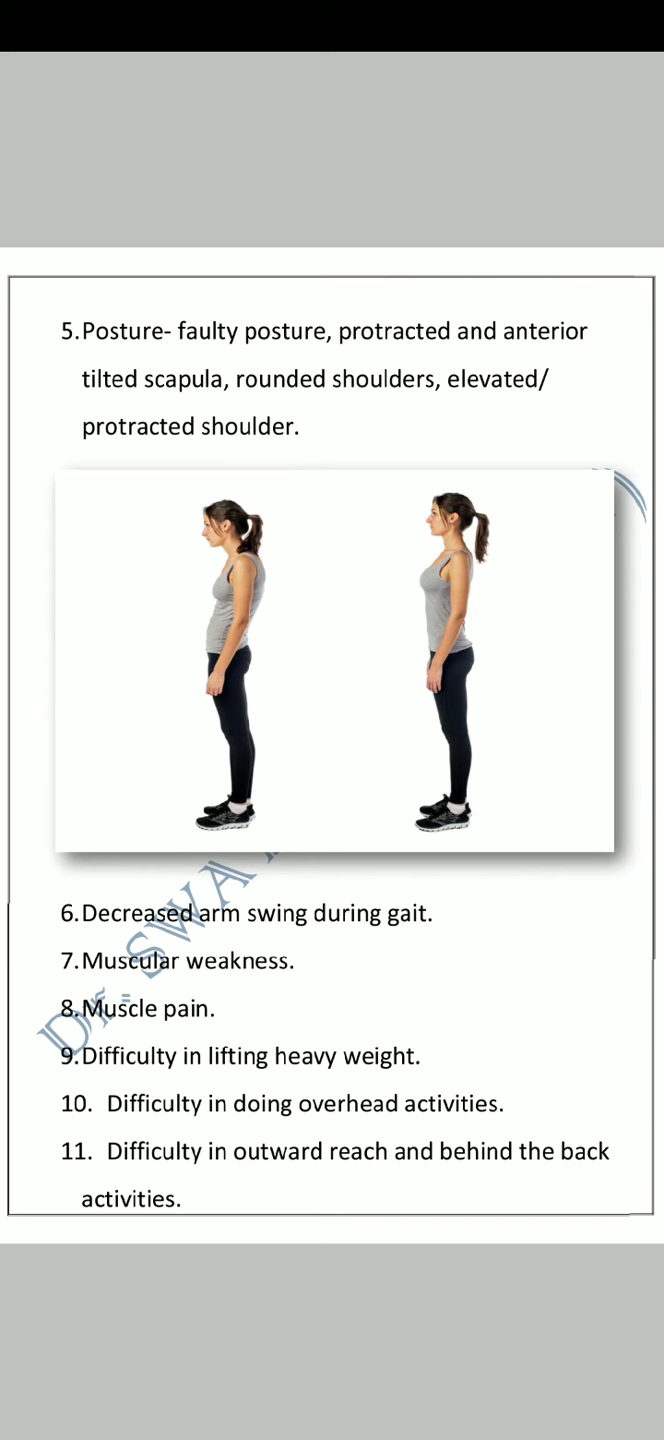 5.Posture- faulty posture, protracted and anterior
tilted scapula, rounded shoulders, elevated/
protracted shoulder.
6.Decreased arm swing during gait.
7.Muscular weakness.
8.Muscle pain.
9.Difficulty in lifting heavy weight.
10. Difficulty in doing overhead activities.
11. Difficulty in outward reach and behind the back
activities.
Dr. SWA